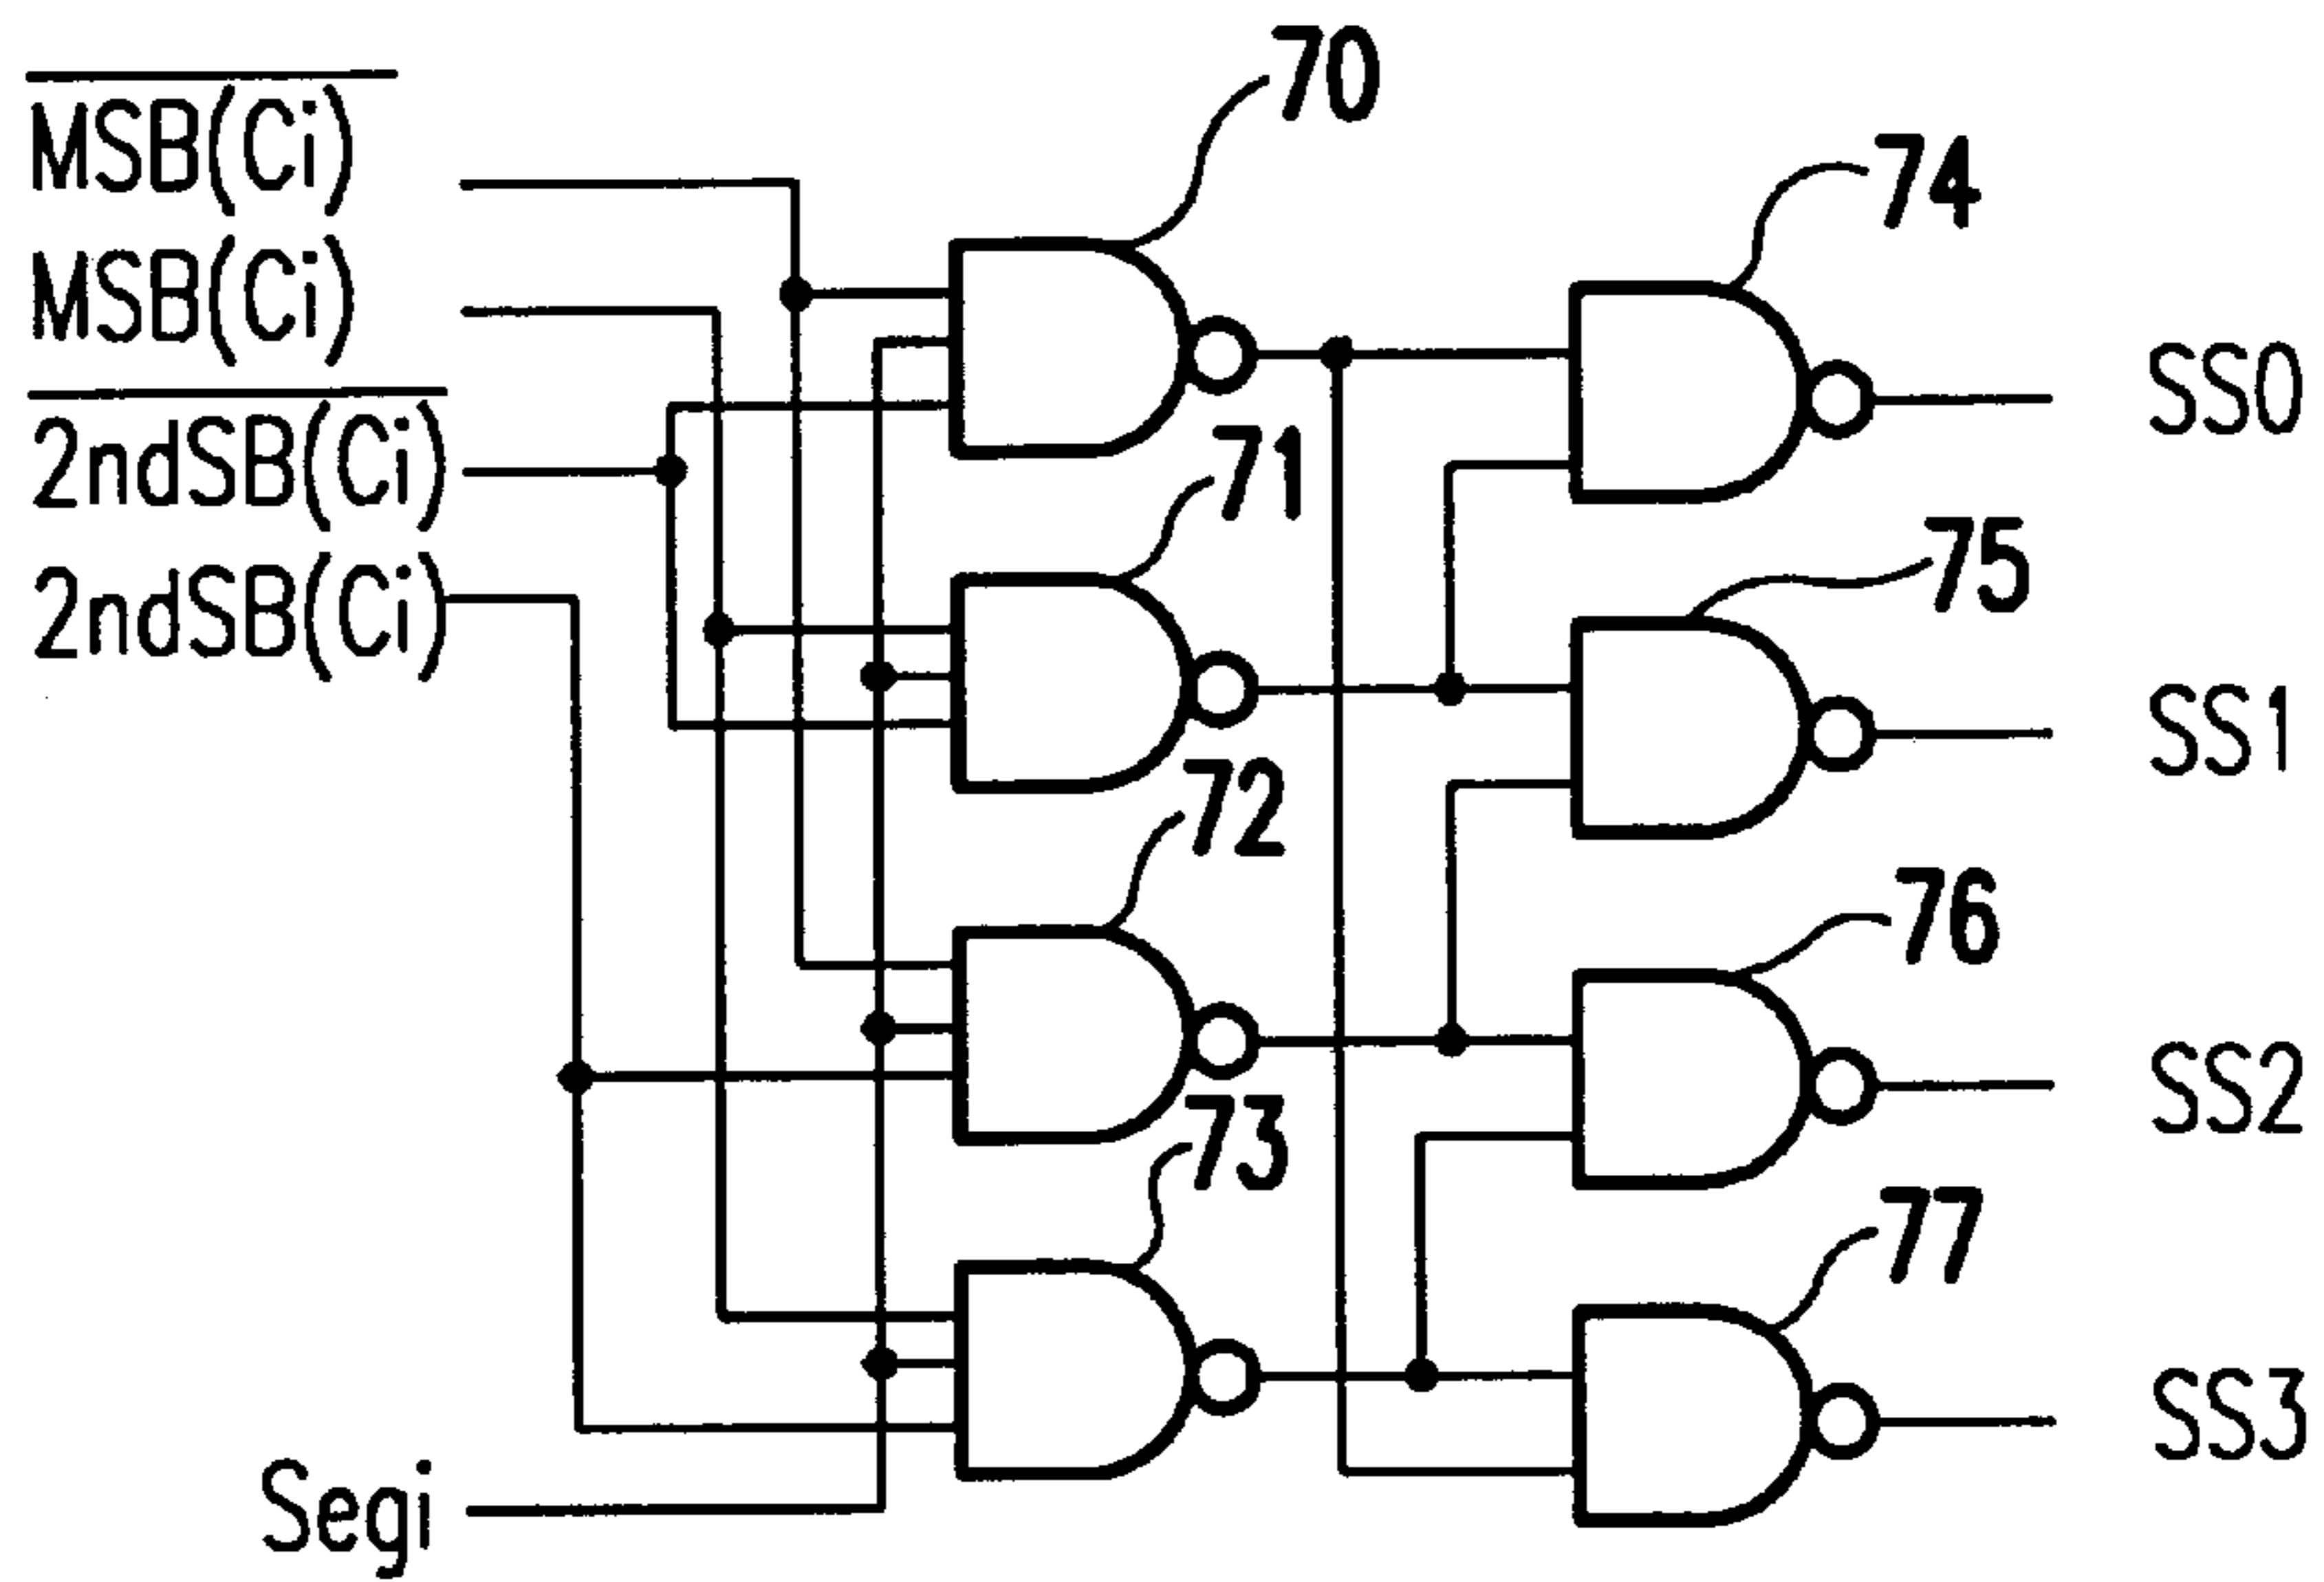 70
MSB(Ci)
74
MSB(Ci)
SS0
2ndSB(Ci)
71
75
2ndSB(Ci)
SS1
72
76
SS2
73
77
SS3
Segi